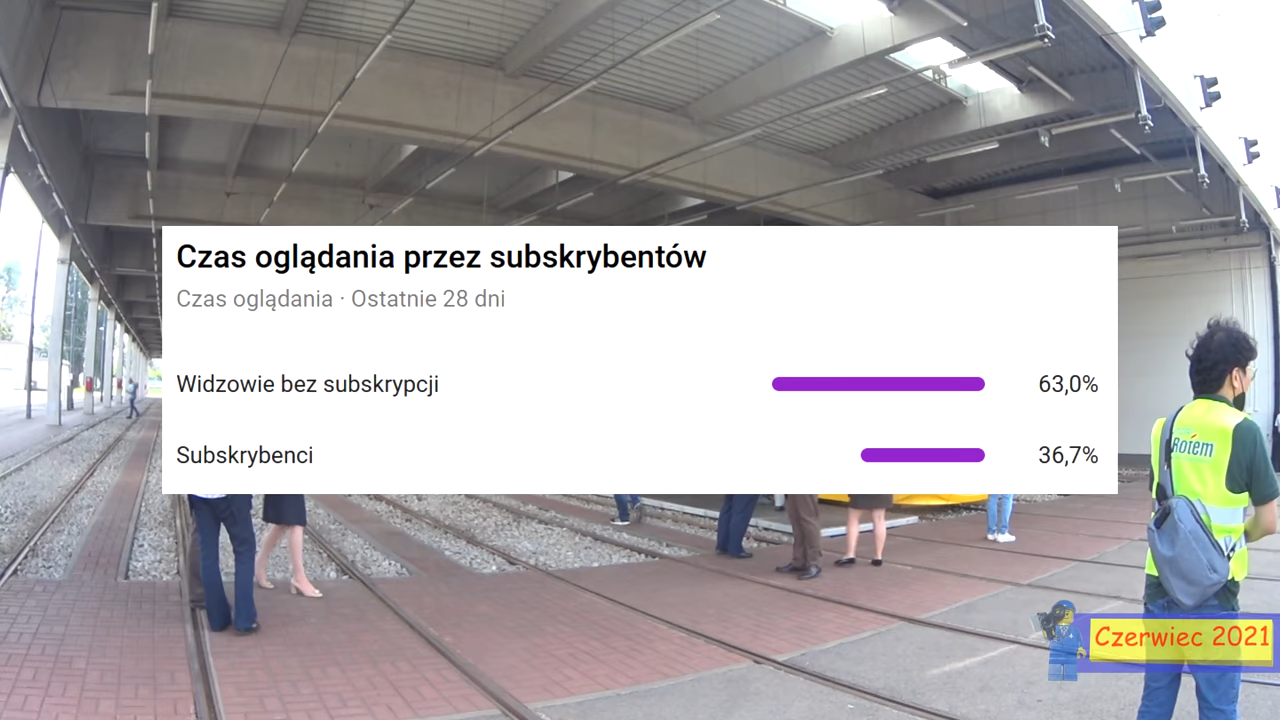 Czas oglądania przez subskrybentów
Czas oglądania · Ostatnie 28 dni
Widzowie bez subskrypcji 63,0%
Subskrybenci 36,7%
Rotem
Czerwiec 2021